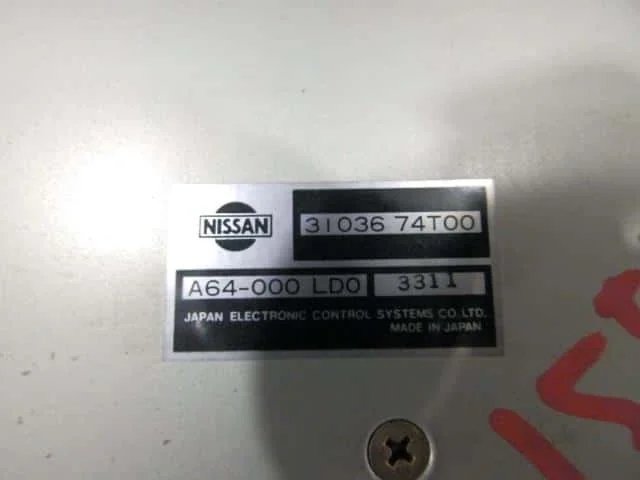 NISSAN
31036 74T00
A64-000 LD0 3311
JAPAN ELECTRONIC CONTROL SYSTEMS CO. LTD.
MADE IN JAPAN